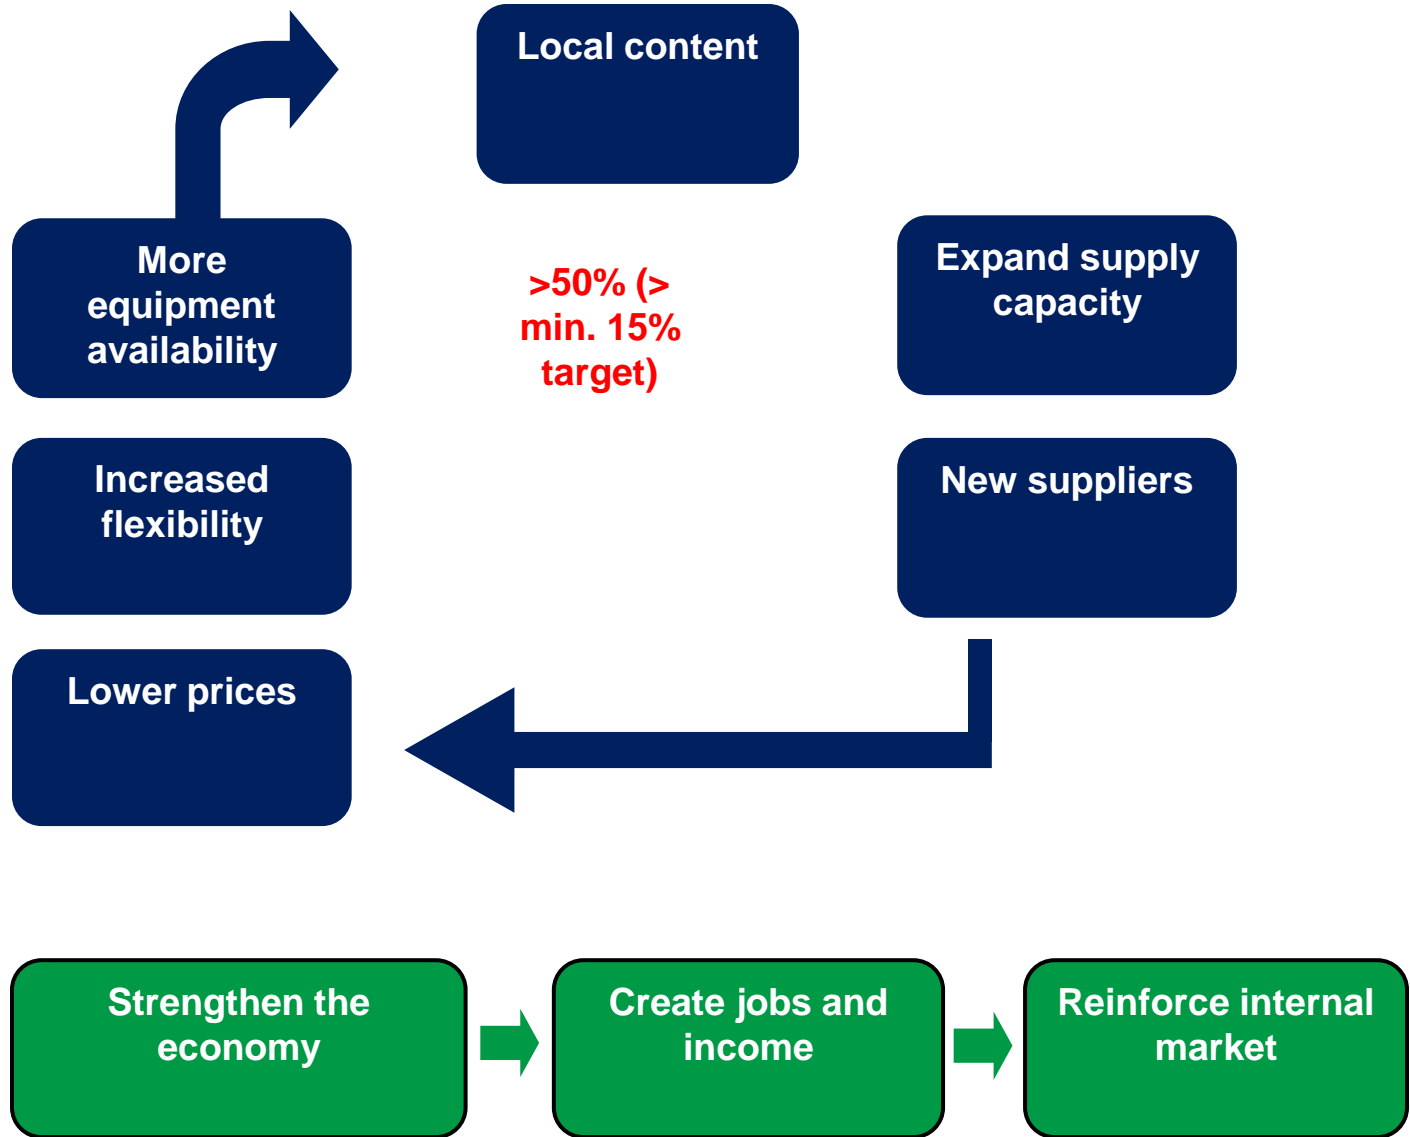 Local content
More
equipment
availability
>50% (>
min. 15%
target)
Expand supply
capacity
Increased
flexibility
New suppliers
Lower prices
Strengthen the
economy
Create jobs and
income
Reinforce internal
market